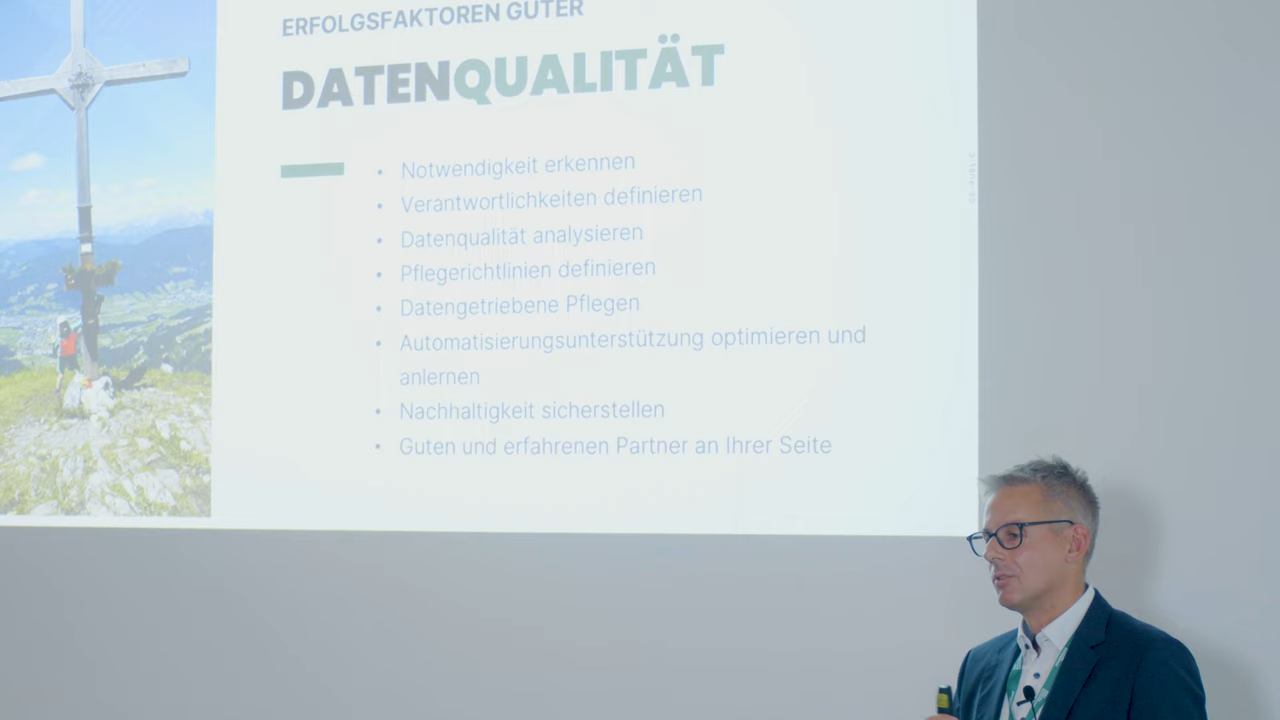 ERFOLGSFAKTOREN GUTER
DATENQUALITÄT
• Notwendigkeit erkennen
• Verantwortlichkeiten definieren
• Datenqualität analysieren
• Pflegerichtlinien definieren
• Datengetriebene Pflegen
• Automatisierungsunterstützung optimieren und
anlernen
• Nachhaltigkeit sicherstellen
• Guten und erfahrenen Partner an Ihrer Seite